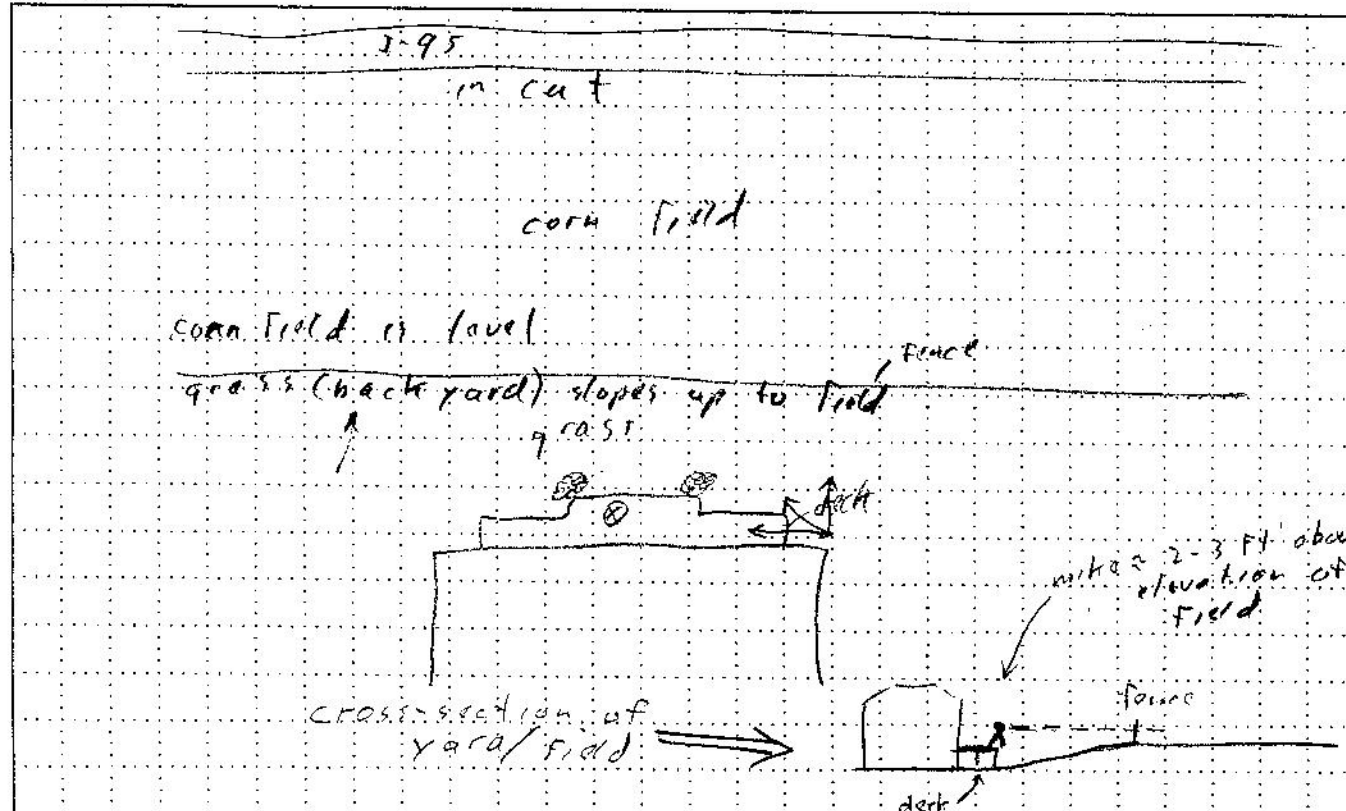 I-95
in cut
corn field
corn field is level
fence
grass (back yard) slopes up to field
grass
deck
mike ≈ 2-3 ft abov
elevation of
field
cross-section of
yard/field
fence
deck